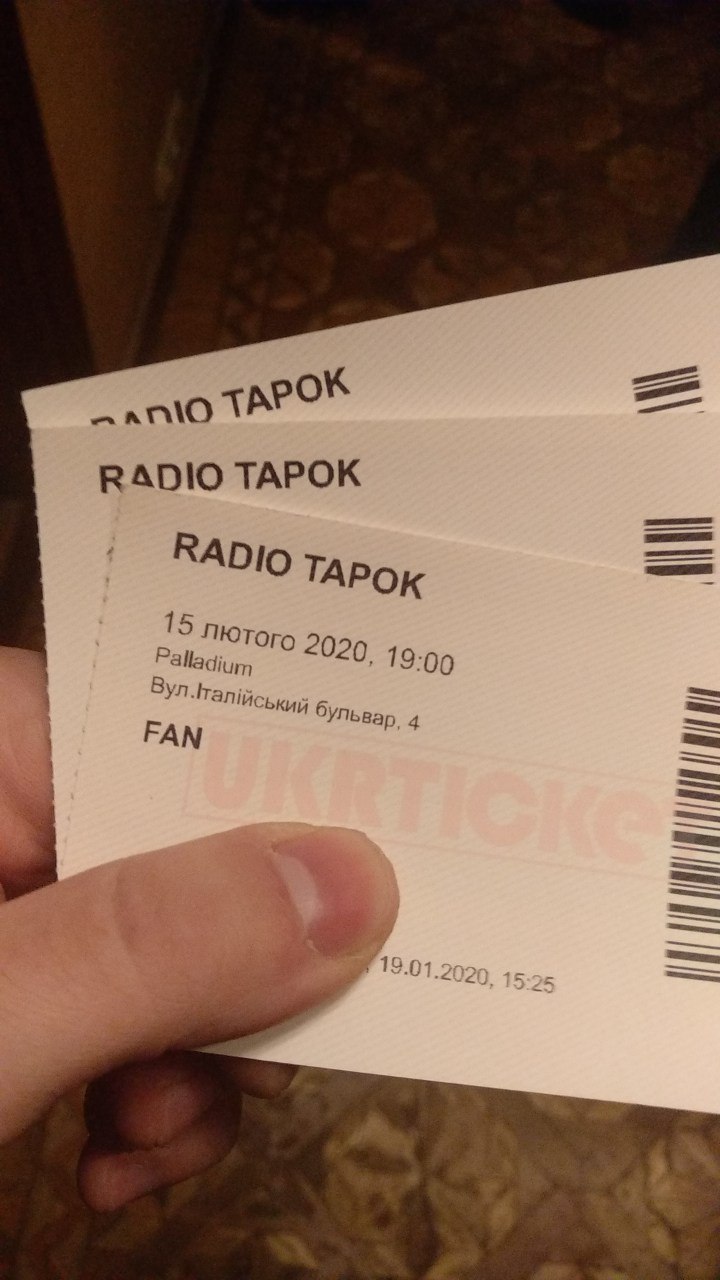 RADIO TAPOK
RADIO TAPOK
RADIO TAPOK
15 лютого 2020, 19:00
Palladium
Вул.Італійський бульвар, 4
FAN
UKRTICKe
, 19.01.2020, 15:25